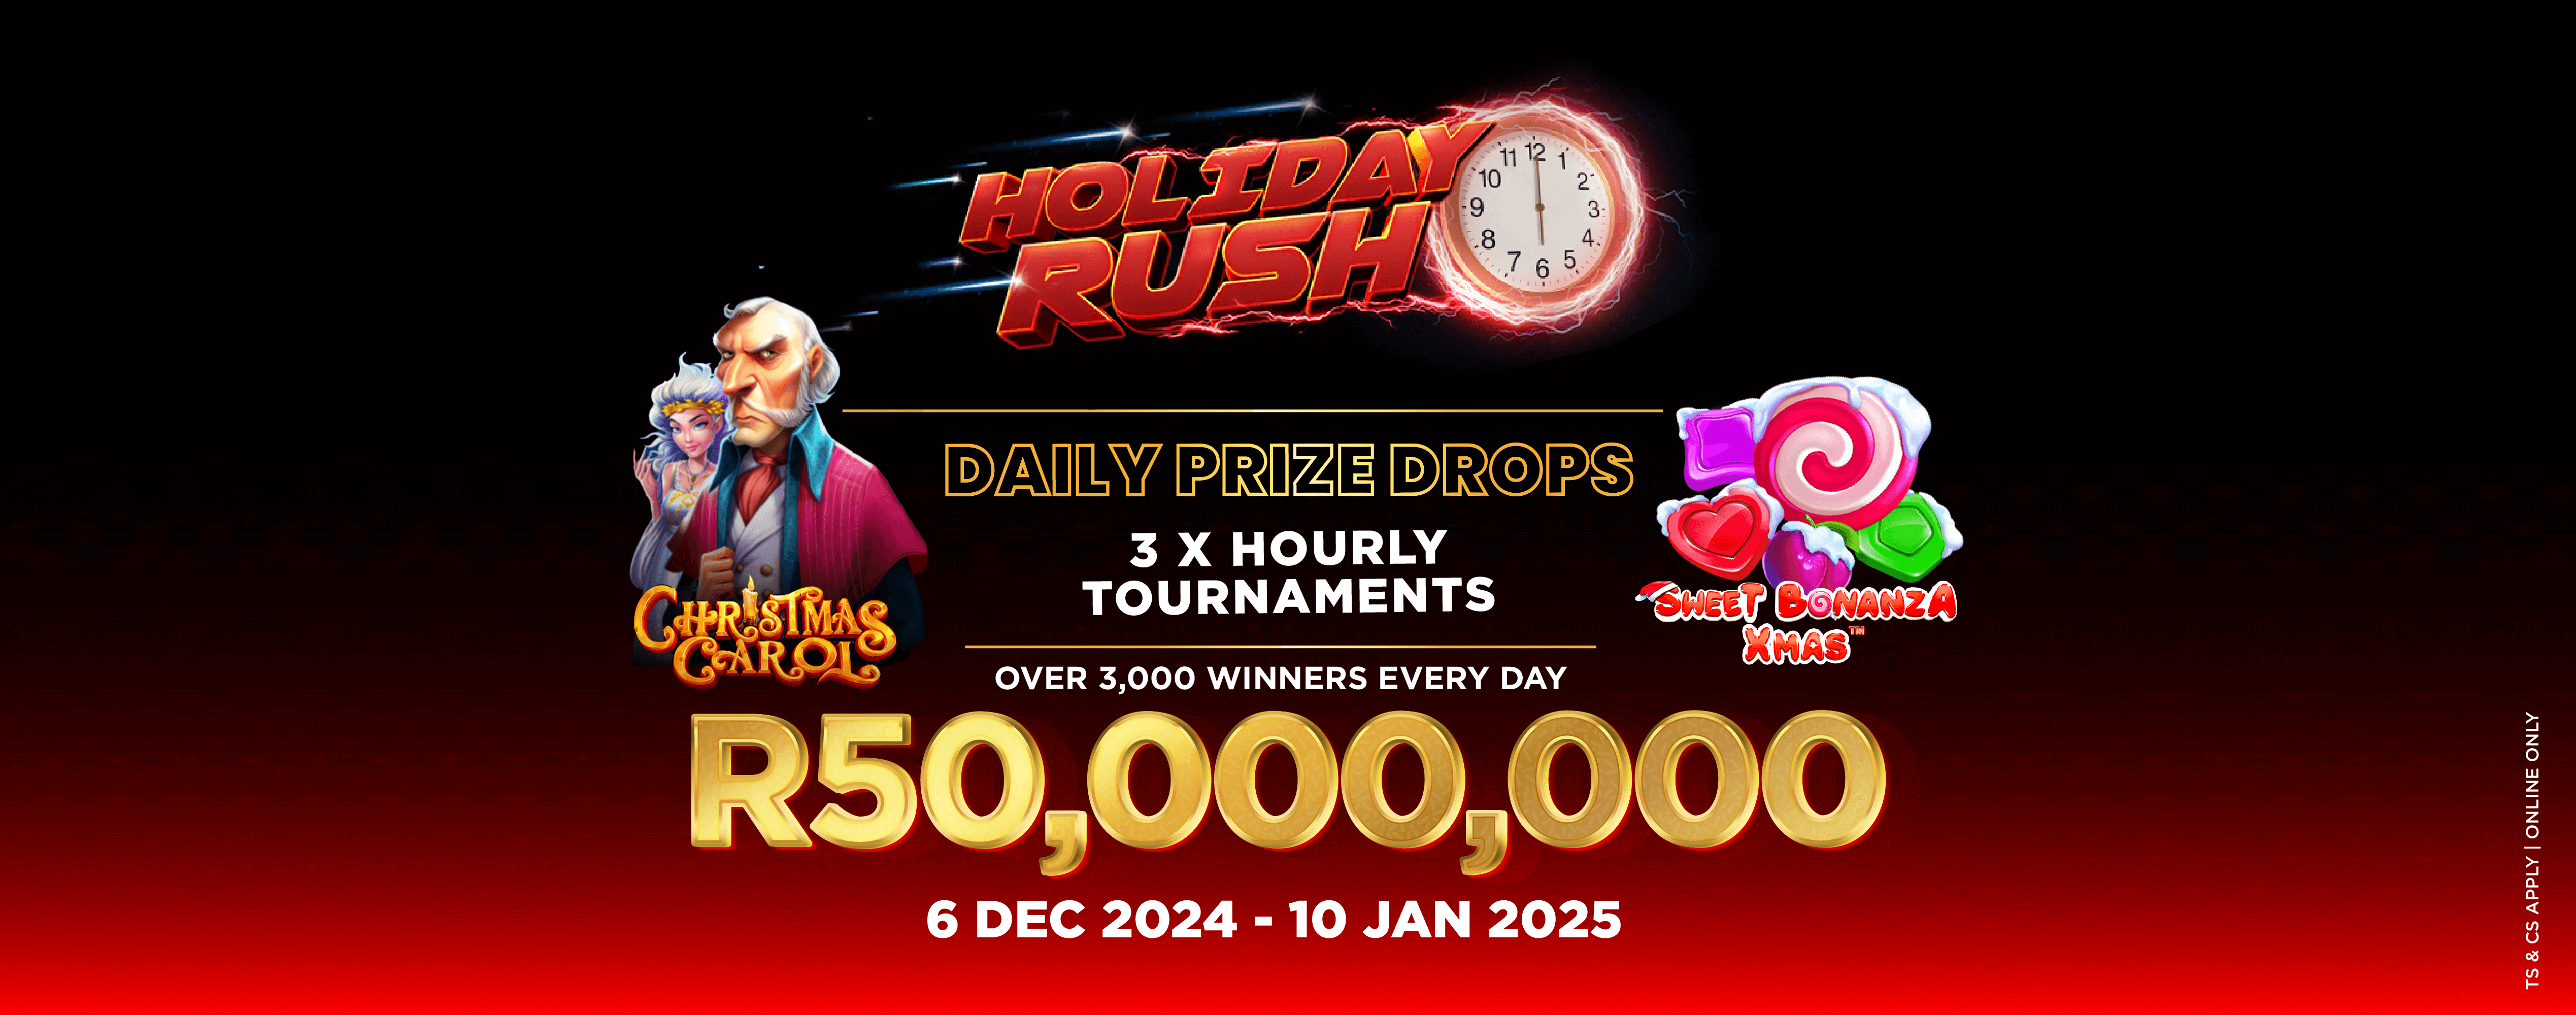 HOLIDAY
RUSH
11 12 1
10 2
9 3
8 4
7 6 5
DAILY PRIZE DROPS
3 X HOURLY
TOURNAMENTS
CHRISTMAS
CAROL
SWEET BONANZA
XMAS™
OVER 3,000 WINNERS EVERY DAY
R50,000,000
6 DEC 2024 - 10 JAN 2025
TS & CS APPLY | ONLINE ONLY